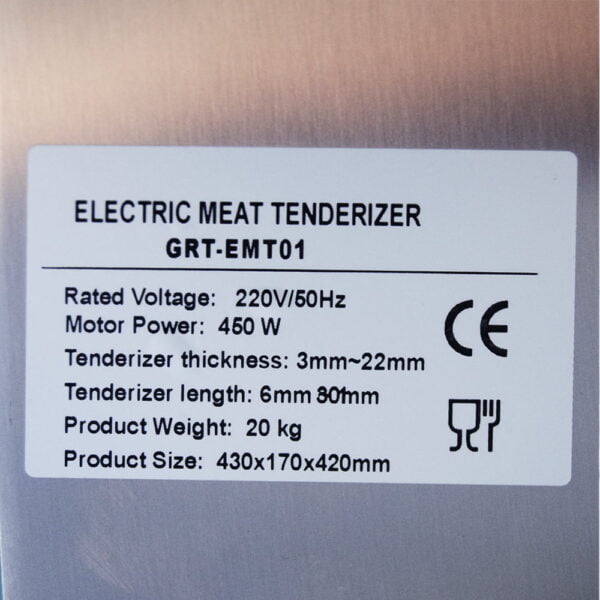 ELECTRIC MEAT TENDERIZER
GRT-EMT01
Rated Voltage: 220V/50Hz
Motor Power: 450 W
Tenderizer thickness: 3mm~22mm
Tenderizer length: 6mm
Product Weight: 20 kg
Product Size: 430x170x420mm
CE